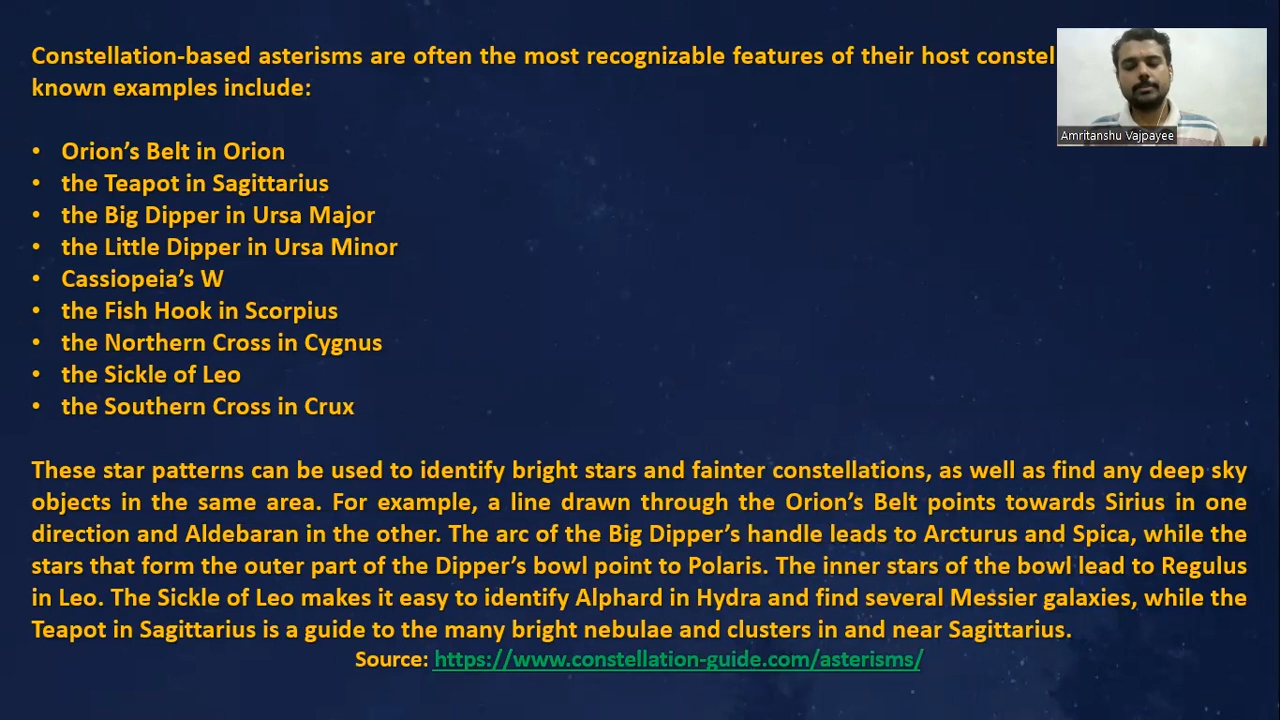 Constellation-based asterisms are often the most recognizable features of their host constel
known examples include:
• Orion’s Belt in Orion
• the Teapot in Sagittarius
• the Big Dipper in Ursa Major
• the Little Dipper in Ursa Minor
• Cassiopeia’s W
• the Fish Hook in Scorpius
• the Northern Cross in Cygnus
• the Sickle of Leo
• the Southern Cross in Crux
These star patterns can be used to identify bright stars and fainter constellations, as well as find any deep sky
objects in the same area. For example, a line drawn through the Orion’s Belt points towards Sirius in one
direction and Aldebaran in the other. The arc of the Big Dipper’s handle leads to Arcturus and Spica, while the
stars that form the outer part of the Dipper’s bowl point to Polaris. The inner stars of the bowl lead to Regulus
in Leo. The Sickle of Leo makes it easy to identify Alphard in Hydra and find several Messier galaxies, while the
Teapot in Sagittarius is a guide to the many bright nebulae and clusters in and near Sagittarius.
Source: https://www.constellation-guide.com/asterisms/
Amritanshu Vajpayee